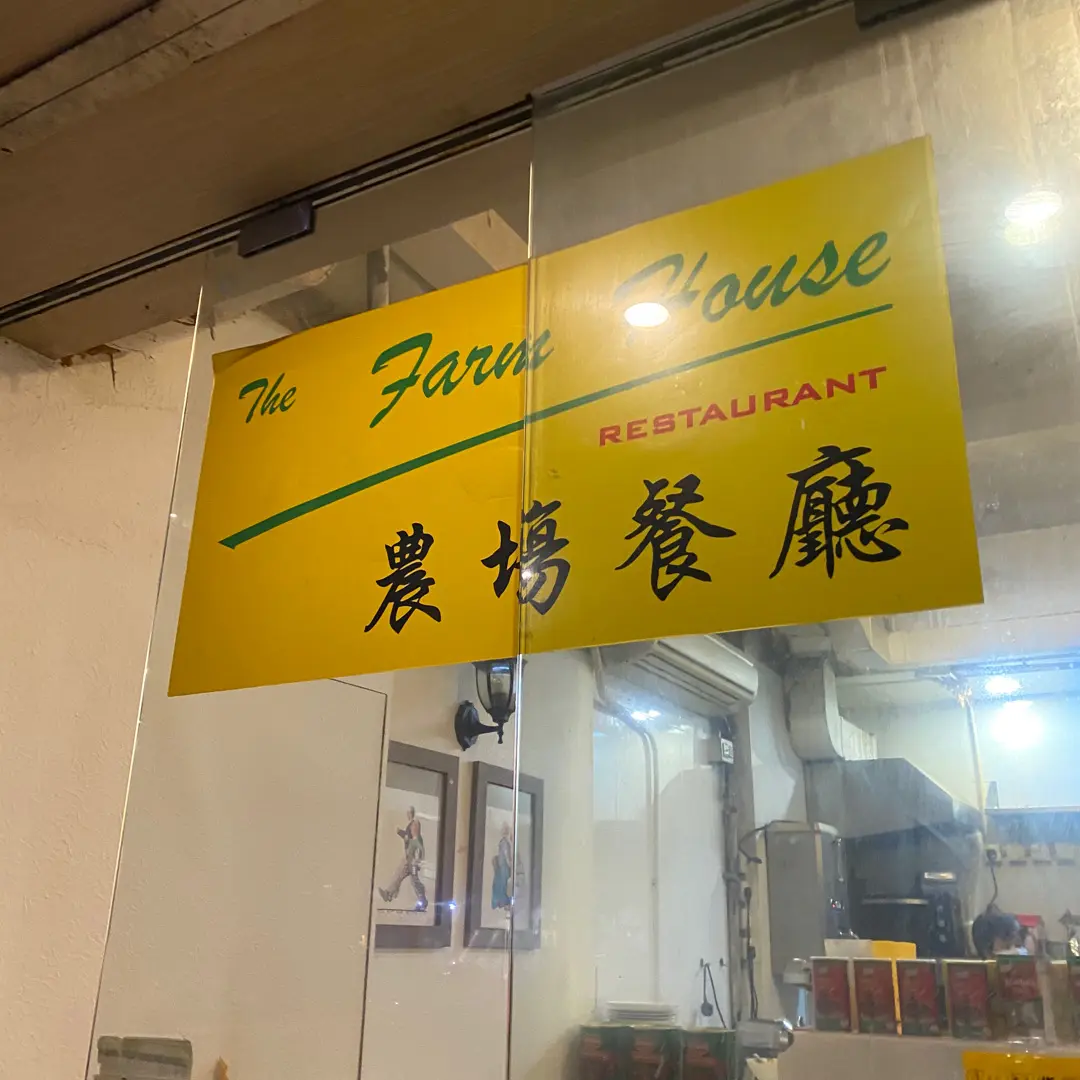 The Farm House
RESTAURANT
農場餐廳